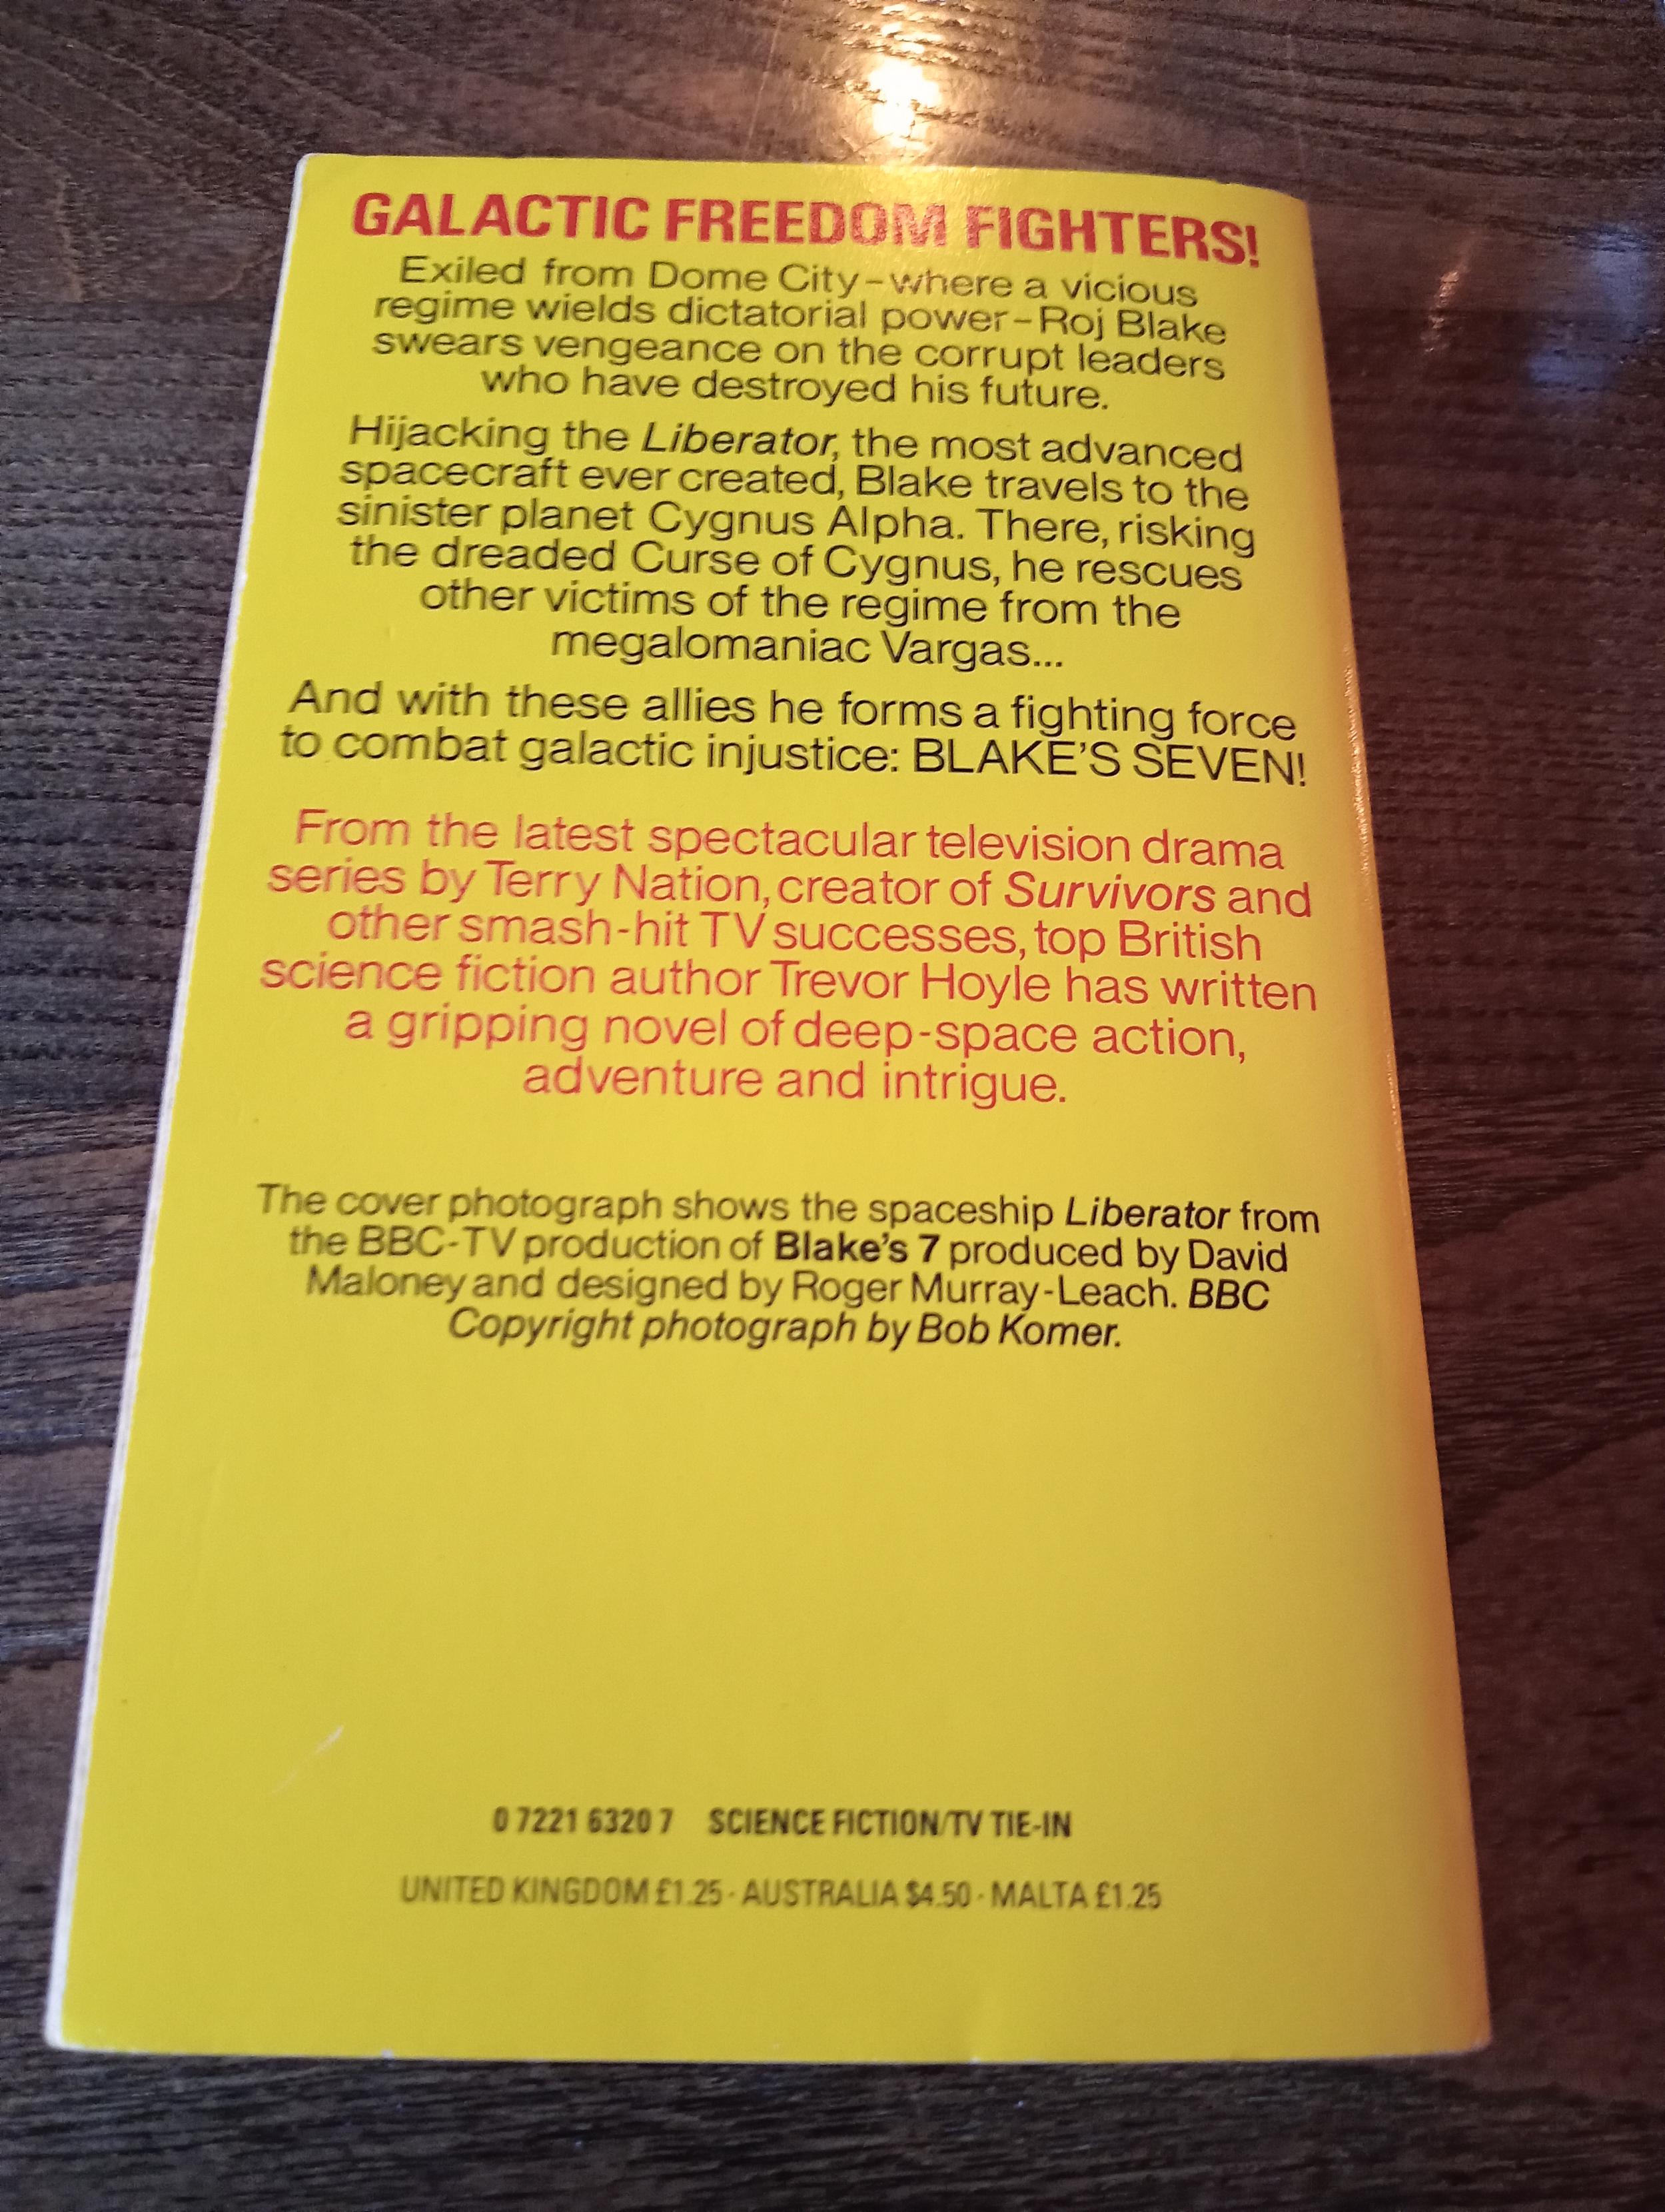 GALACTIC FREEDOM FIGHTERS!
Exiled from Dome City–where a vicious
regime wields dictatorial power–Roj Blake
swears vengeance on the corrupt leaders
who have destroyed his future.
Hijacking the Liberator, the most advanced
spacecraft ever created, Blake travels to the
sinister planet Cygnus Alpha. There, risking
the dreaded Curse of Cygnus, he rescues
other victims of the regime from the
megalomaniac Vargas...
And with these allies he forms a fighting force
to combat galactic injustice: BLAKE'S SEVEN!
From the latest spectacular television drama
series by Terry Nation, creator of Survivors and
other smash-hit TV successes, top British
science fiction author Trevor Hoyle has written
a gripping novel of deep-space action,
adventure and intrigue.
The cover photograph shows the spaceship Liberator from
the BBC-TV production of Blake's 7 produced by David
Maloney and designed by Roger Murray-Leach. BBC
Copyright photograph by Bob Komer.
0 7221 6320 7 SCIENCE FICTION/TV TIE-IN
UNITED KINGDOM £1.25 · AUSTRALIA $4.50 · MALTA £1.25